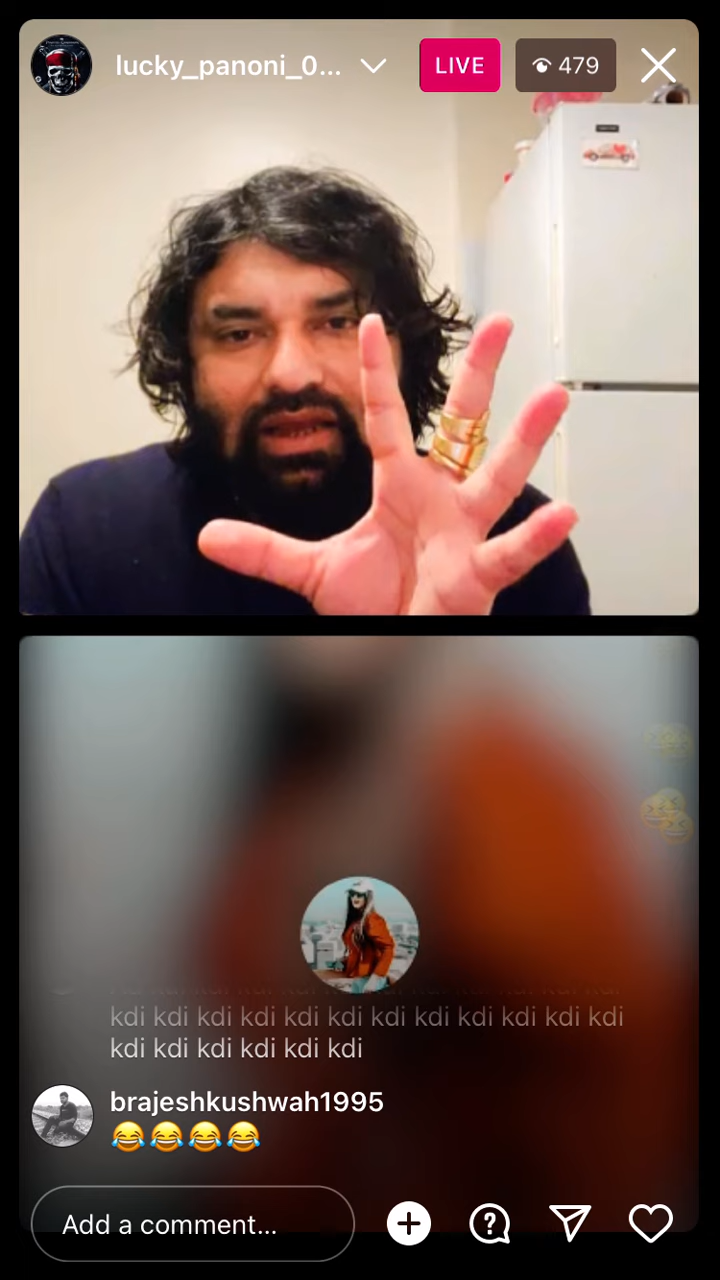 lucky_panoni_0...
LIVE
479
kdi kdi kdi kdi kdi kdi kdi kdi kdi kdi kdi kdi
kdi kdi kdi kdi kdi kdi
brajeshkushwah1995
😂😂😂😂
Add a comment...